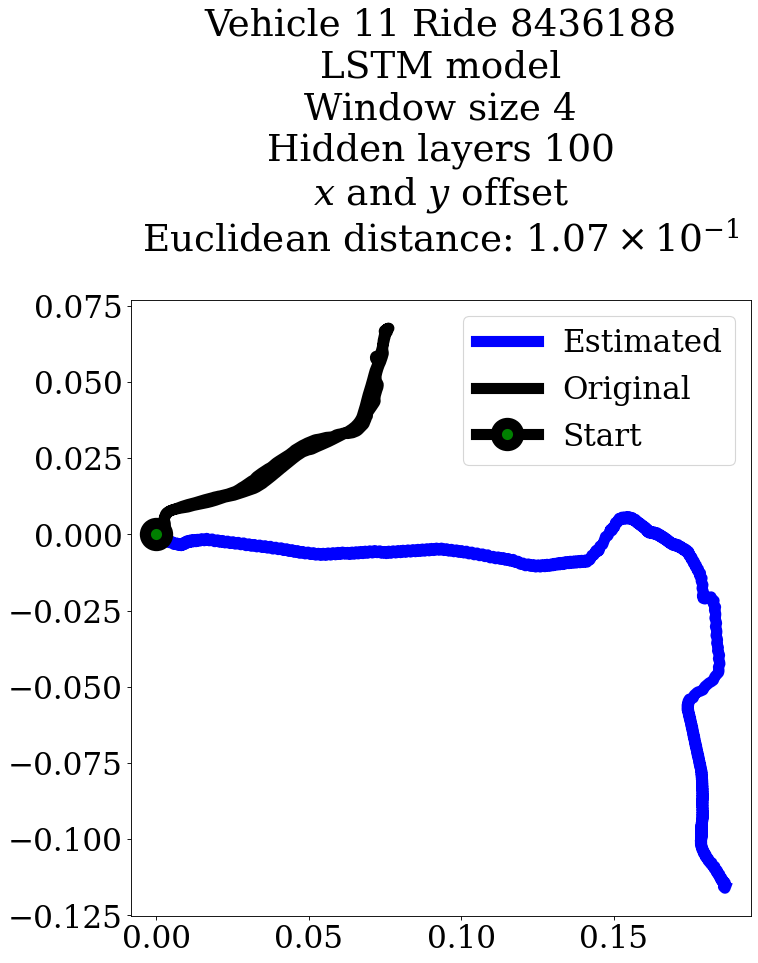 Vehicle 11 Ride 8436188
LSTM model
Window size 4
Hidden layers 100
x and y offset
Euclidean distance: 1.07 × 10⁻¹
Estimated
Original
Start
0.075
0.050
0.025
0.000
−0.025
−0.050
−0.075
−0.100
−0.125
0.00 0.05 0.10 0.15